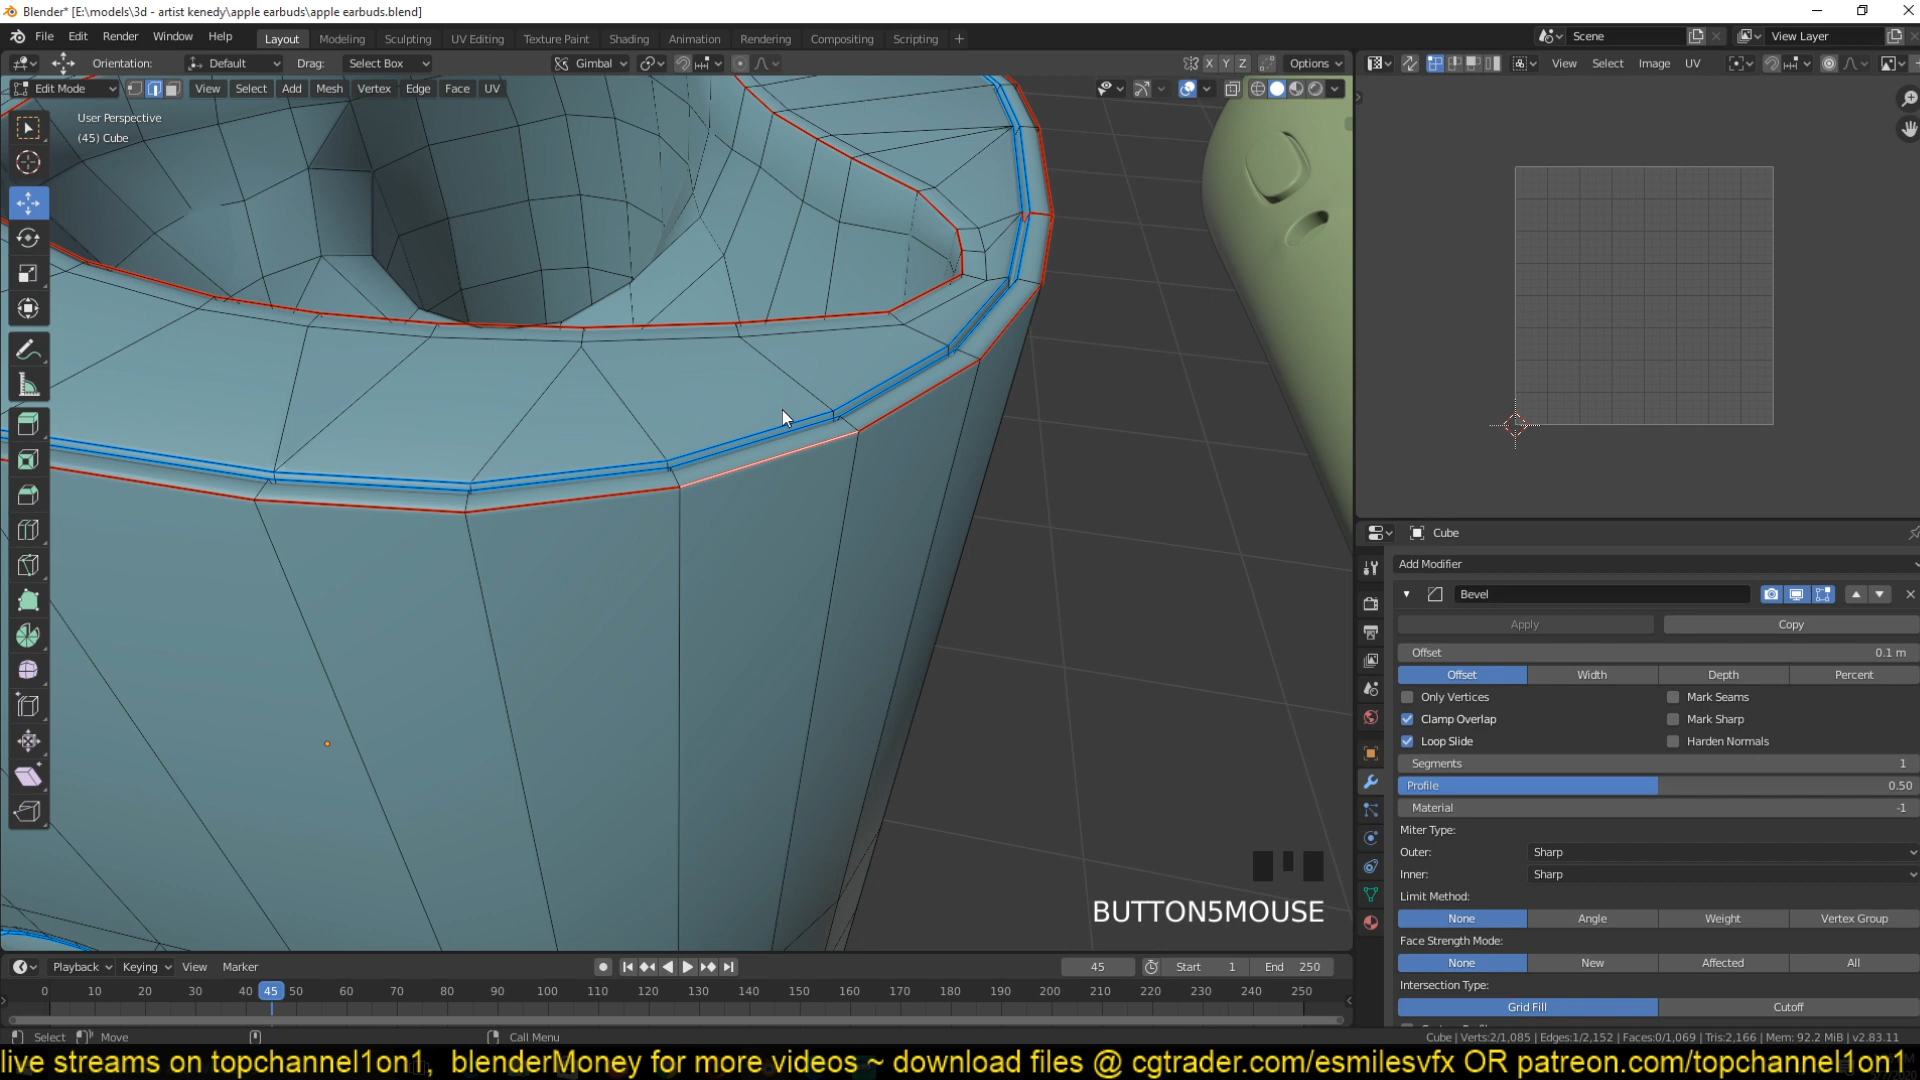 Blender* [E:\models\3d - artist kenedy\apple earbuds\apple earbuds.blend]
File Edit Render Window Help Layout Modeling Sculpting UV Editing Texture Paint Shading Animation Rendering Compositing Scripting + Scene View Layer
Orientation: Default Drag: Select Box Gimbal X Y Z Options View Select Image UV
Edit Mode View Select Add Mesh Vertex Edge Face UV
User Perspective
(45) Cube
Cube
Add Modifier
Bevel
Apply Copy
Offset 0.1 m
Offset Width Depth Percent
Only Vertices Mark Seams
Clamp Overlap Mark Sharp
Loop Slide Harden Normals
Segments 1
Profile 0.50
Material -1
Miter Type:
Outer: Sharp
Inner: Sharp
Limit Method:
None Angle Weight Vertex Group
Face Strength Mode:
None New Affected All
Intersection Type:
Grid Fill Cutoff
BUTTON5MOUSE
Playback Keying View Marker 45 Start 1 End 250
0 10 20 30 40 45 50 60 70 80 90 100 110 120 130 140 150 160 170 180 190 200 210 220 230 240 250
Select Move Call Menu Cube | Verts:2/1,085 | Edges:1/2,152 | Faces:0/1,069 | Tris:2,166 | Mem: 92.2 MiB | v2.83.11
live streams on topchannel1on1, blenderMoney for more videos ~ download files @ cgtrader.com/esmilesvfx OR patreon.com/topchannel1on1